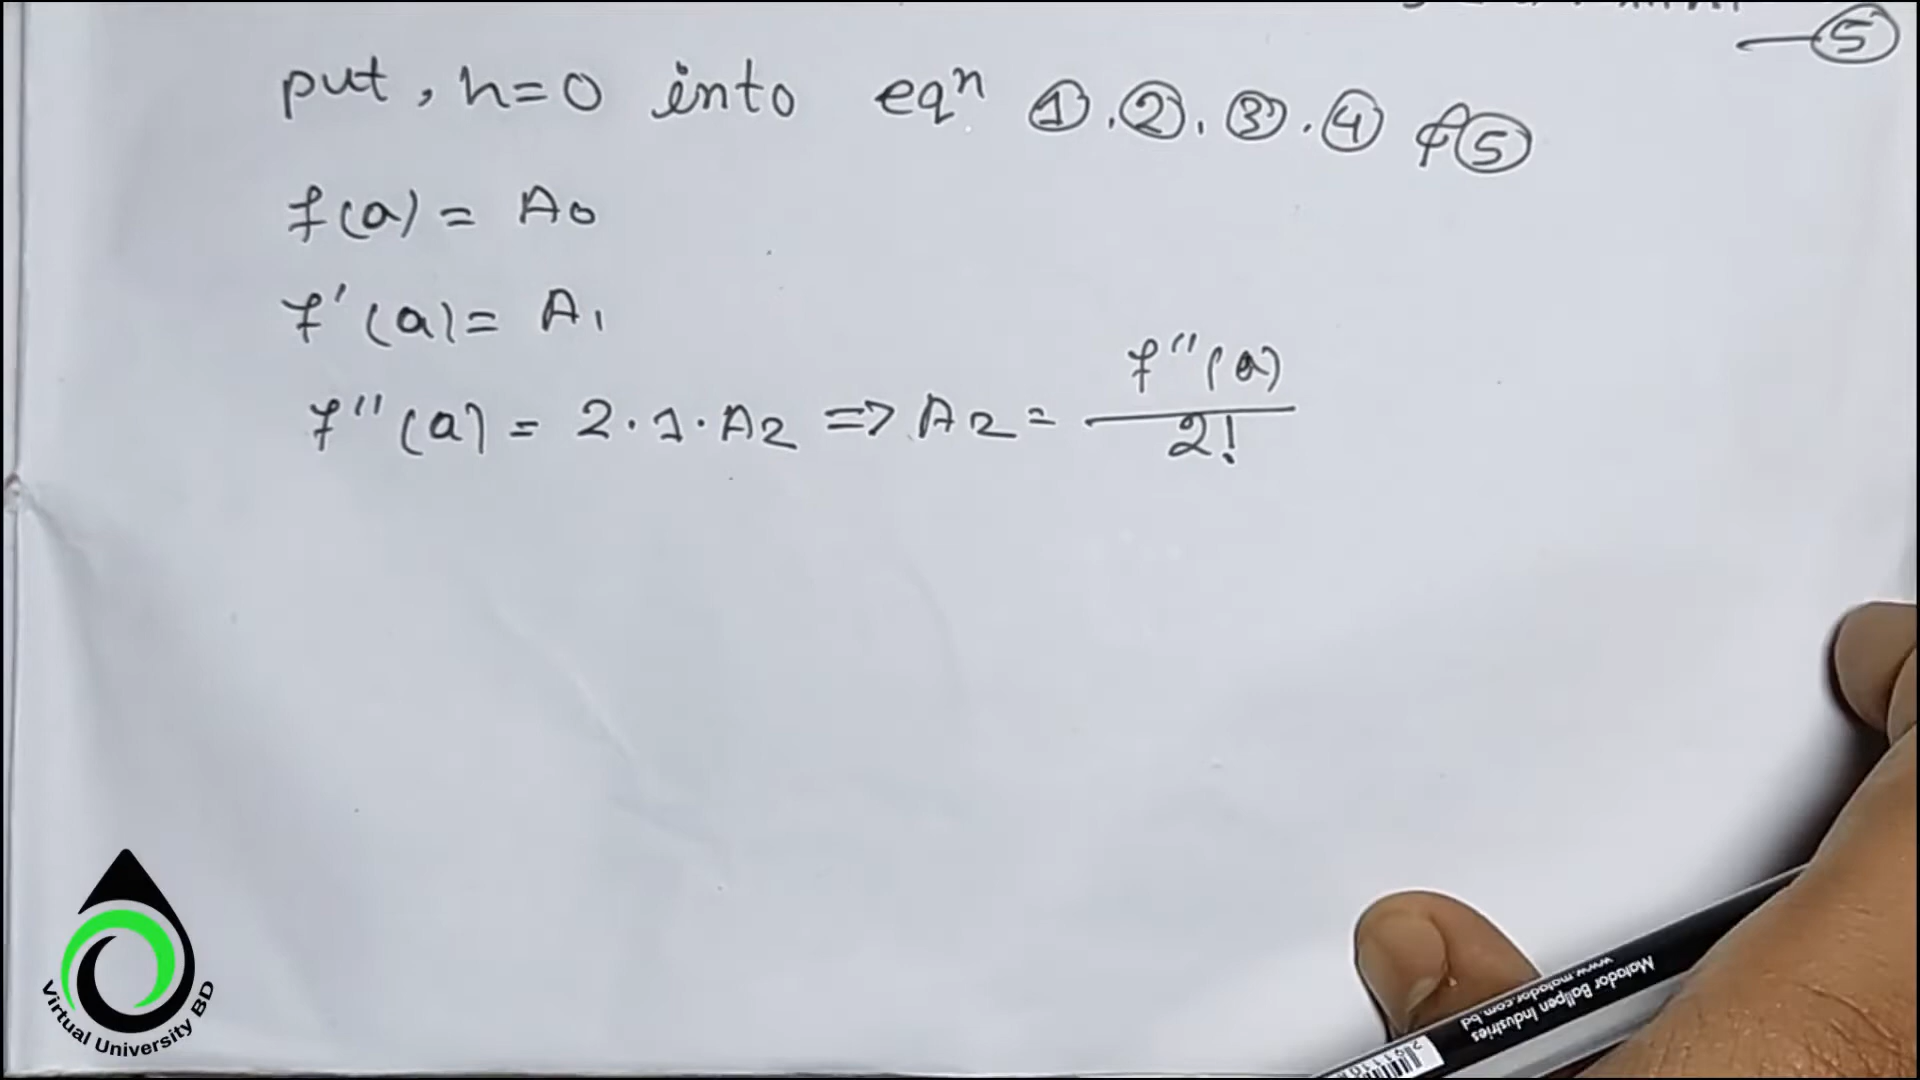 ⑤
put, h=0 into eqⁿ ①, ②, ③, ④ & ⑤
f(a) = A₀
f'(a) = A₁
f''(a) = 2·1·A₂ => A₂ = f''(a) / 2!
Virtual University BD
Matador Ballpen Industries
www.matador.com.bd